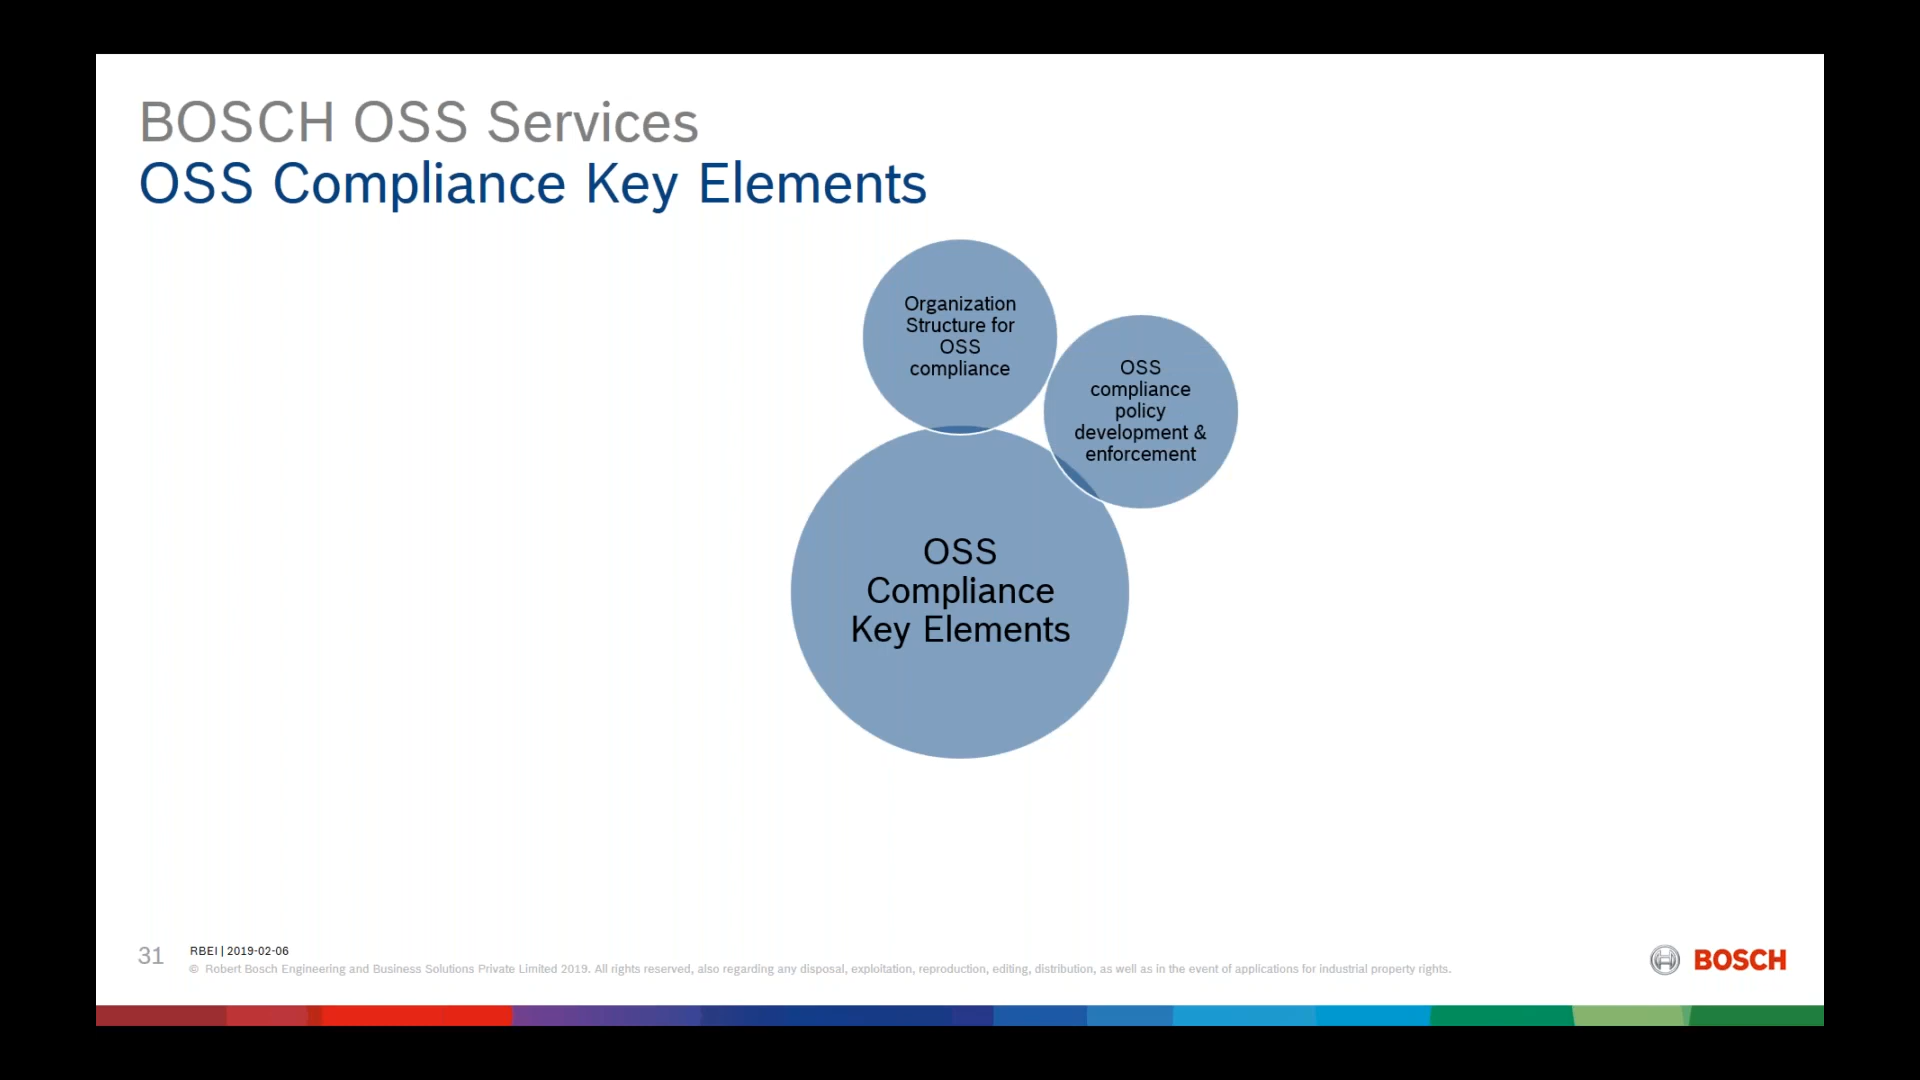 BOSCH OSS Services
OSS Compliance Key Elements
Organization
Structure for
OSS
compliance
OSS
compliance
policy
development &
enforcement
OSS
Compliance
Key Elements
31
RBEI | 2019-02-06
© Robert Bosch Engineering and Business Solutions Private Limited 2019. All rights reserved, also regarding any disposal, exploitation, reproduction, editing, distribution, as well as in the event of applications for industrial property rights.
BOSCH